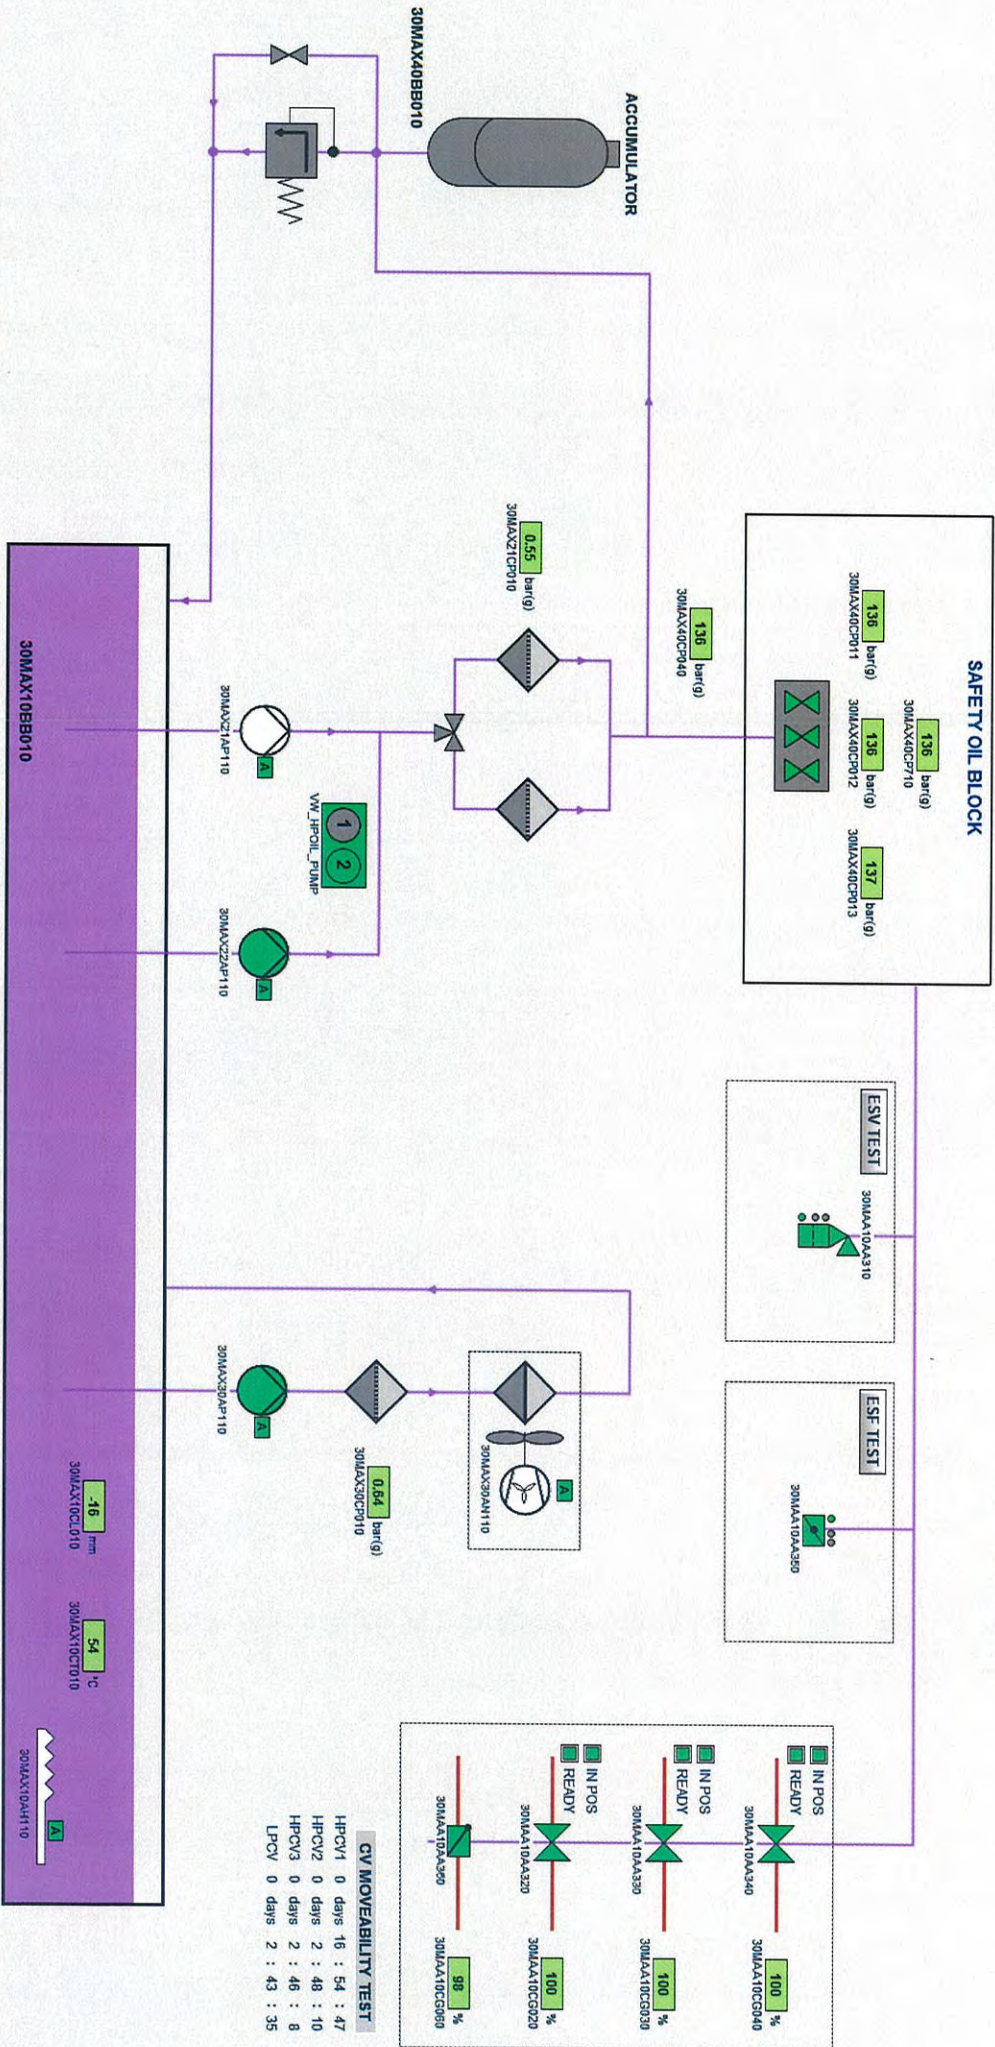 SAFETY OIL BLOCK
136 bar(g)
30MAX40CP710
136 bar(g)
30MAX40CP011
136 bar(g)
30MAX40CP012
137 bar(g)
30MAX40CP013
ACCUMULATOR
30MAX40BB010
136 bar(g)
30MAX40CP040
0.55 bar(g)
30MAX21CP010
1 2
VW_HPOIL_PUMP
30MAX21AP110
A
30MAX22AP110
A
30MAX10BB010
ESV TEST
30MAA10AA310
ESF TEST
30MAA10AA350
A
30MAX30AN110
0.64 bar(g)
30MAX30CP010
30MAX30AP110
A
-16 mm
30MAX10CL010
54 °C
30MAX10CT010
A
30MAX10AH110
IN POS
READY
30MAA10AA340
100 %
30MAA10CG040
IN POS
READY
30MAA10AA330
100 %
30MAA10CG030
IN POS
READY
30MAA10AA320
100 %
30MAA10CG020
30MAA10AA360
98 %
30MAA10CG060
CV MOVEABILITY TEST
HPCV1 0 days 16 : 54 : 47
HPCV2 0 days 2 : 48 : 10
HPCV3 0 days 2 : 46 : 8
LPCV 0 days 2 : 43 : 35